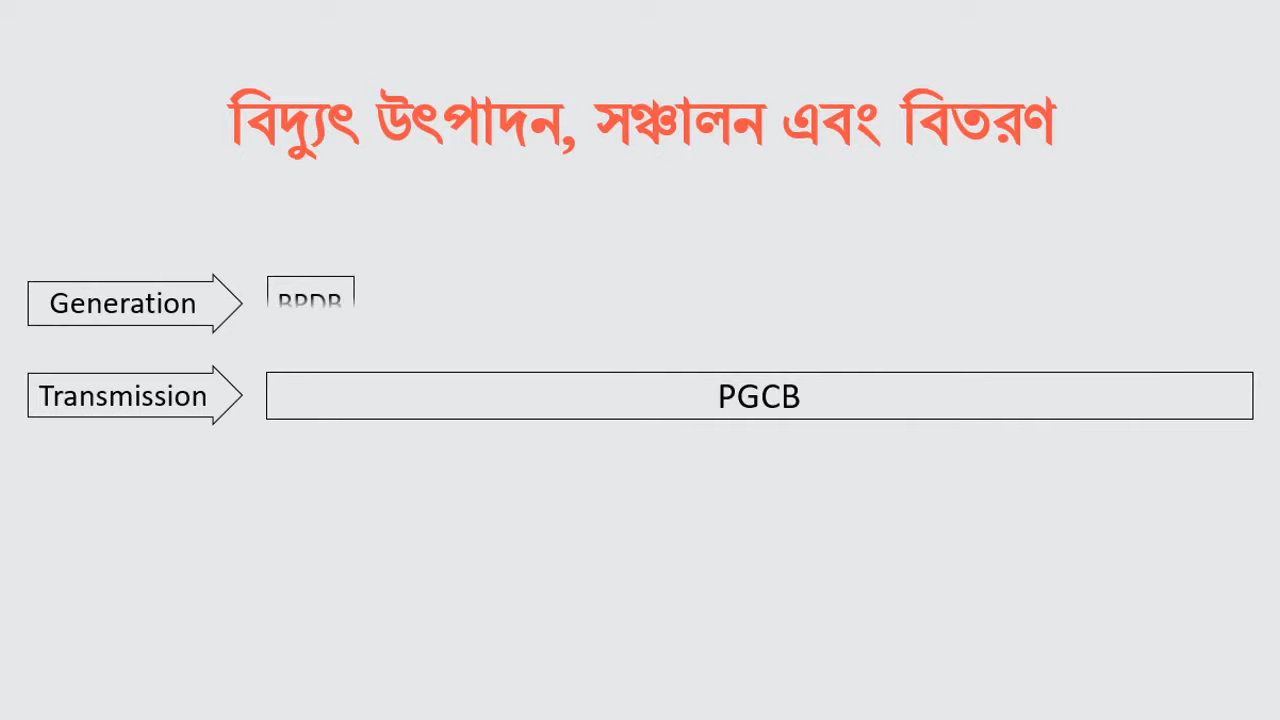 বিদ্যুৎ উৎপাদন, সঞ্চালন এবং বিতরণ
Generation
BPDB
Transmission
PGCB